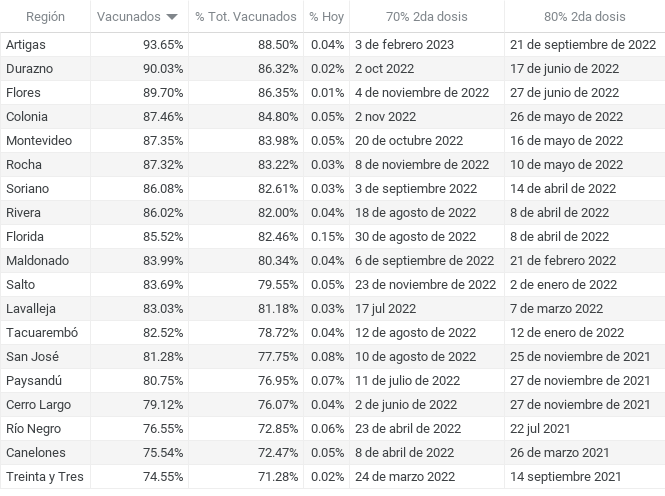 Región Vacunados % Tot. Vacunados % Hoy 70% 2da dosis 80% 2da dosis
Artigas 93.65% 88.50% 0.04% 3 de febrero 2023 21 de septiembre de 2022
Durazno 90.03% 86.32% 0.02% 2 oct 2022 17 de junio de 2022
Flores 89.70% 86.35% 0.01% 4 de noviembre de 2022 27 de junio de 2022
Colonia 87.46% 84.80% 0.05% 2 nov 2022 26 de mayo de 2022
Montevideo 87.35% 83.98% 0.05% 20 de octubre 2022 16 de mayo de 2022
Rocha 87.32% 83.22% 0.03% 8 de noviembre de 2022 10 de mayo de 2022
Soriano 86.08% 82.61% 0.03% 3 de septiembre 2022 14 de abril de 2022
Rivera 86.02% 82.00% 0.04% 18 de agosto de 2022 8 de abril de 2022
Florida 85.52% 82.46% 0.15% 30 de agosto de 2022 8 de abril de 2022
Maldonado 83.99% 80.34% 0.04% 6 de septiembre de 2022 21 de febrero 2022
Salto 83.69% 79.55% 0.05% 23 de noviembre de 2022 2 de enero de 2022
Lavalleja 83.03% 81.18% 0.03% 17 jul 2022 7 de marzo de 2022
Tacuarembó 82.52% 78.72% 0.04% 12 de agosto de 2022 12 de enero de 2022
San José 81.28% 77.75% 0.08% 10 de agosto de 2022 25 de noviembre de 2021
Paysandú 80.75% 76.95% 0.07% 11 de julio de 2022 27 de noviembre de 2021
Cerro Largo 79.12% 76.07% 0.04% 2 de junio de 2022 27 de noviembre de 2021
Río Negro 76.55% 72.85% 0.06% 23 de abril de 2022 22 jul 2021
Canelones 75.54% 72.47% 0.05% 8 de abril de 2022 26 de marzo 2021
Treinta y Tres 74.55% 71.28% 0.02% 24 de marzo de 2022 14 septiembre 2021